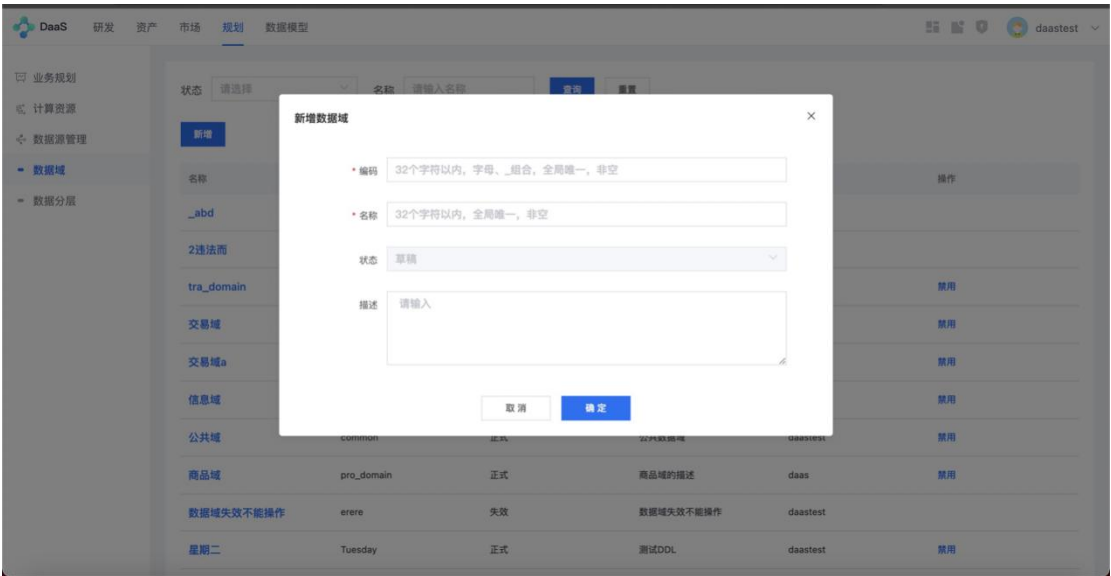 DaaS 研发 资产 市场 规划 数据模型 daastest
业务规划
计算资源
数据源管理
数据域
数据分层
状态 请选择 名称 请输入名称 查询 重置
新增
名称 操作
_abd
2违法而
tra_domain 禁用
交易域 禁用
交易域a 禁用
信息域 禁用
公共域 common 正式 公共数据域 daastest 禁用
商品域 pro_domain 正式 商品域的描述 daas 禁用
数据域失效不能操作 erere 失效 数据域失效不能操作 daastest
星期二 Tuesday 正式 测试DDL daastest 禁用
新增数据域
* 编码 32个字符以内，字母、_组合，全局唯一，非空
* 名称 32个字符以内，全局唯一，非空
状态 草稿
描述 请输入
取消 确定